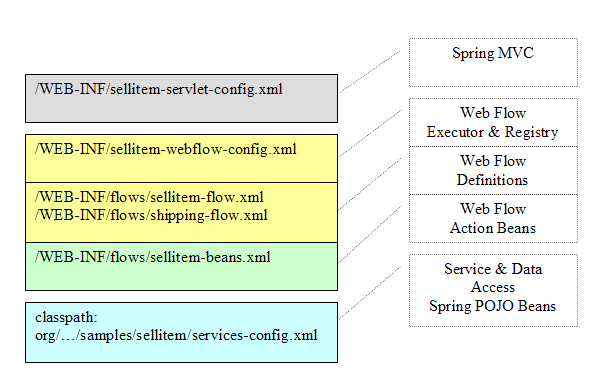 Spring MVC
/WEB-INF/sellitem-servlet-config.xml
Web Flow
Executor & Registry
/WEB-INF/sellitem-webflow-config.xml
Web Flow
Definitions
/WEB-INF/flows/sellitem-flow.xml
/WEB-INF/flows/shipping-flow.xml
Web Flow
Action Beans
/WEB-INF/flows/sellitem-beans.xml
Service & Data
Access
Spring POJO Beans
classpath:
org/…/samples/sellitem/services-config.xml